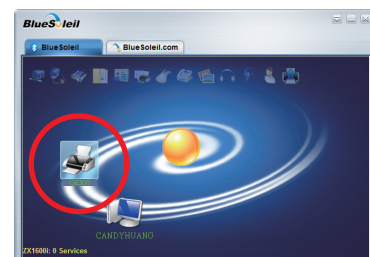 BlueSoleil
BlueSoleil
BlueSoleil.com
CANDYHUANG
ZX1600i: 0 Services